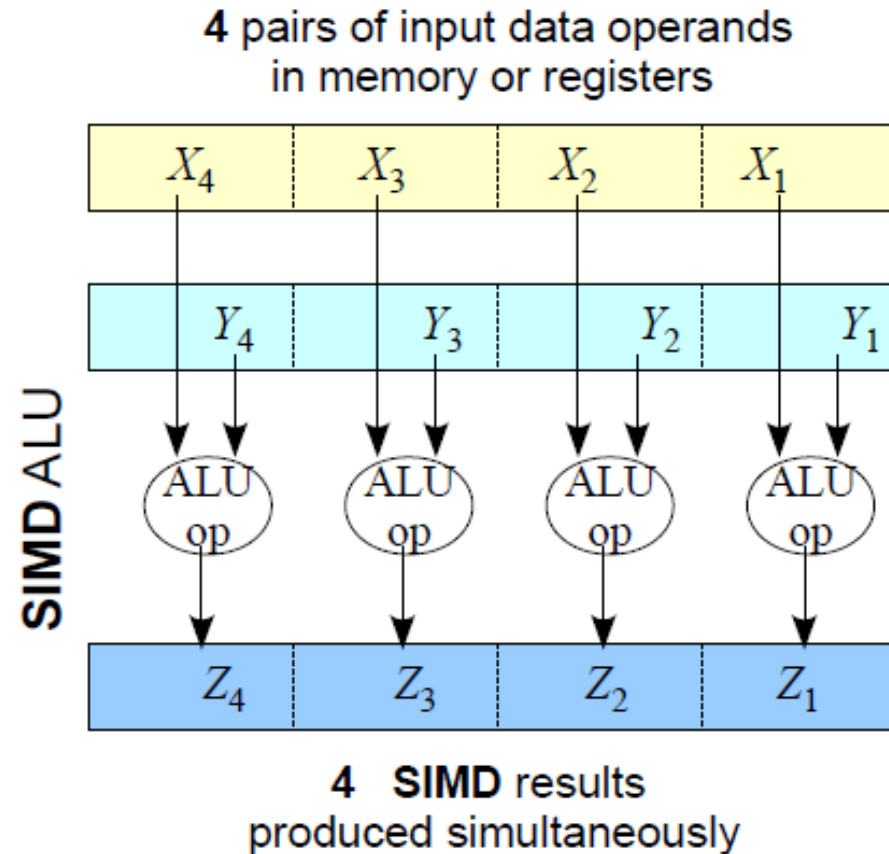 4 pairs of input data operands
in memory or registers
X₄ X₃ X₂ X₁
Y₄ Y₃ Y₂ Y₁
SIMD ALU
ALU ALU ALU ALU
op op op op
Z₄ Z₃ Z₂ Z₁
4 SIMD results
produced simultaneously